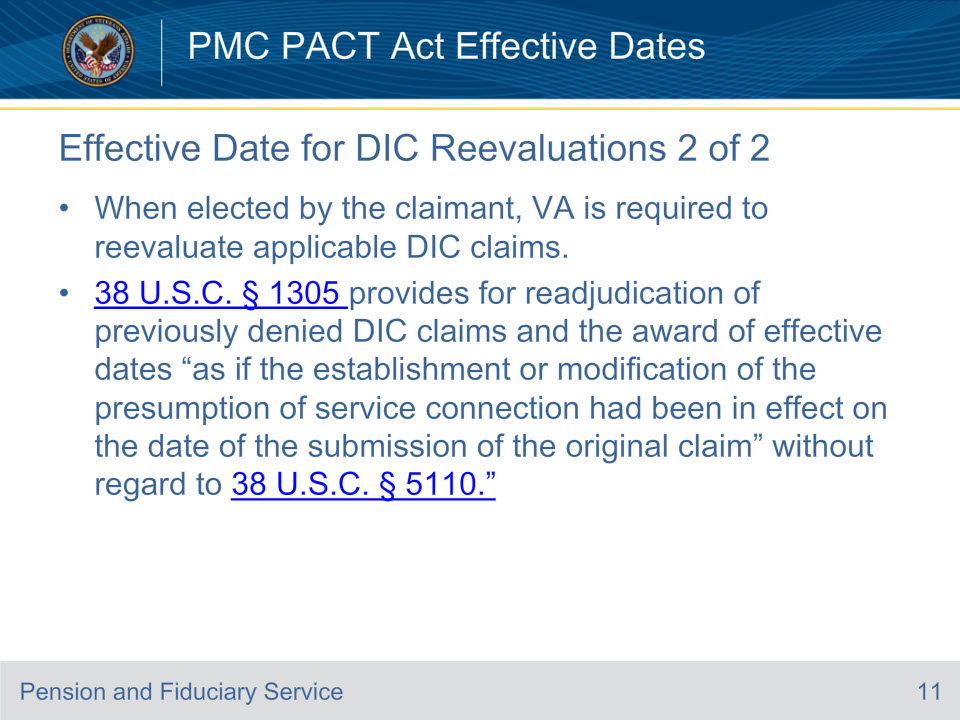 PMC PACT Act Effective Dates
Effective Date for DIC Reevaluations 2 of 2
• When elected by the claimant, VA is required to
reevaluate applicable DIC claims.
• 38 U.S.C. § 1305 provides for readjudication of
previously denied DIC claims and the award of effective
dates “as if the establishment or modification of the
presumption of service connection had been in effect on
the date of the submission of the original claim” without
regard to 38 U.S.C. § 5110.”
Pension and Fiduciary Service
11